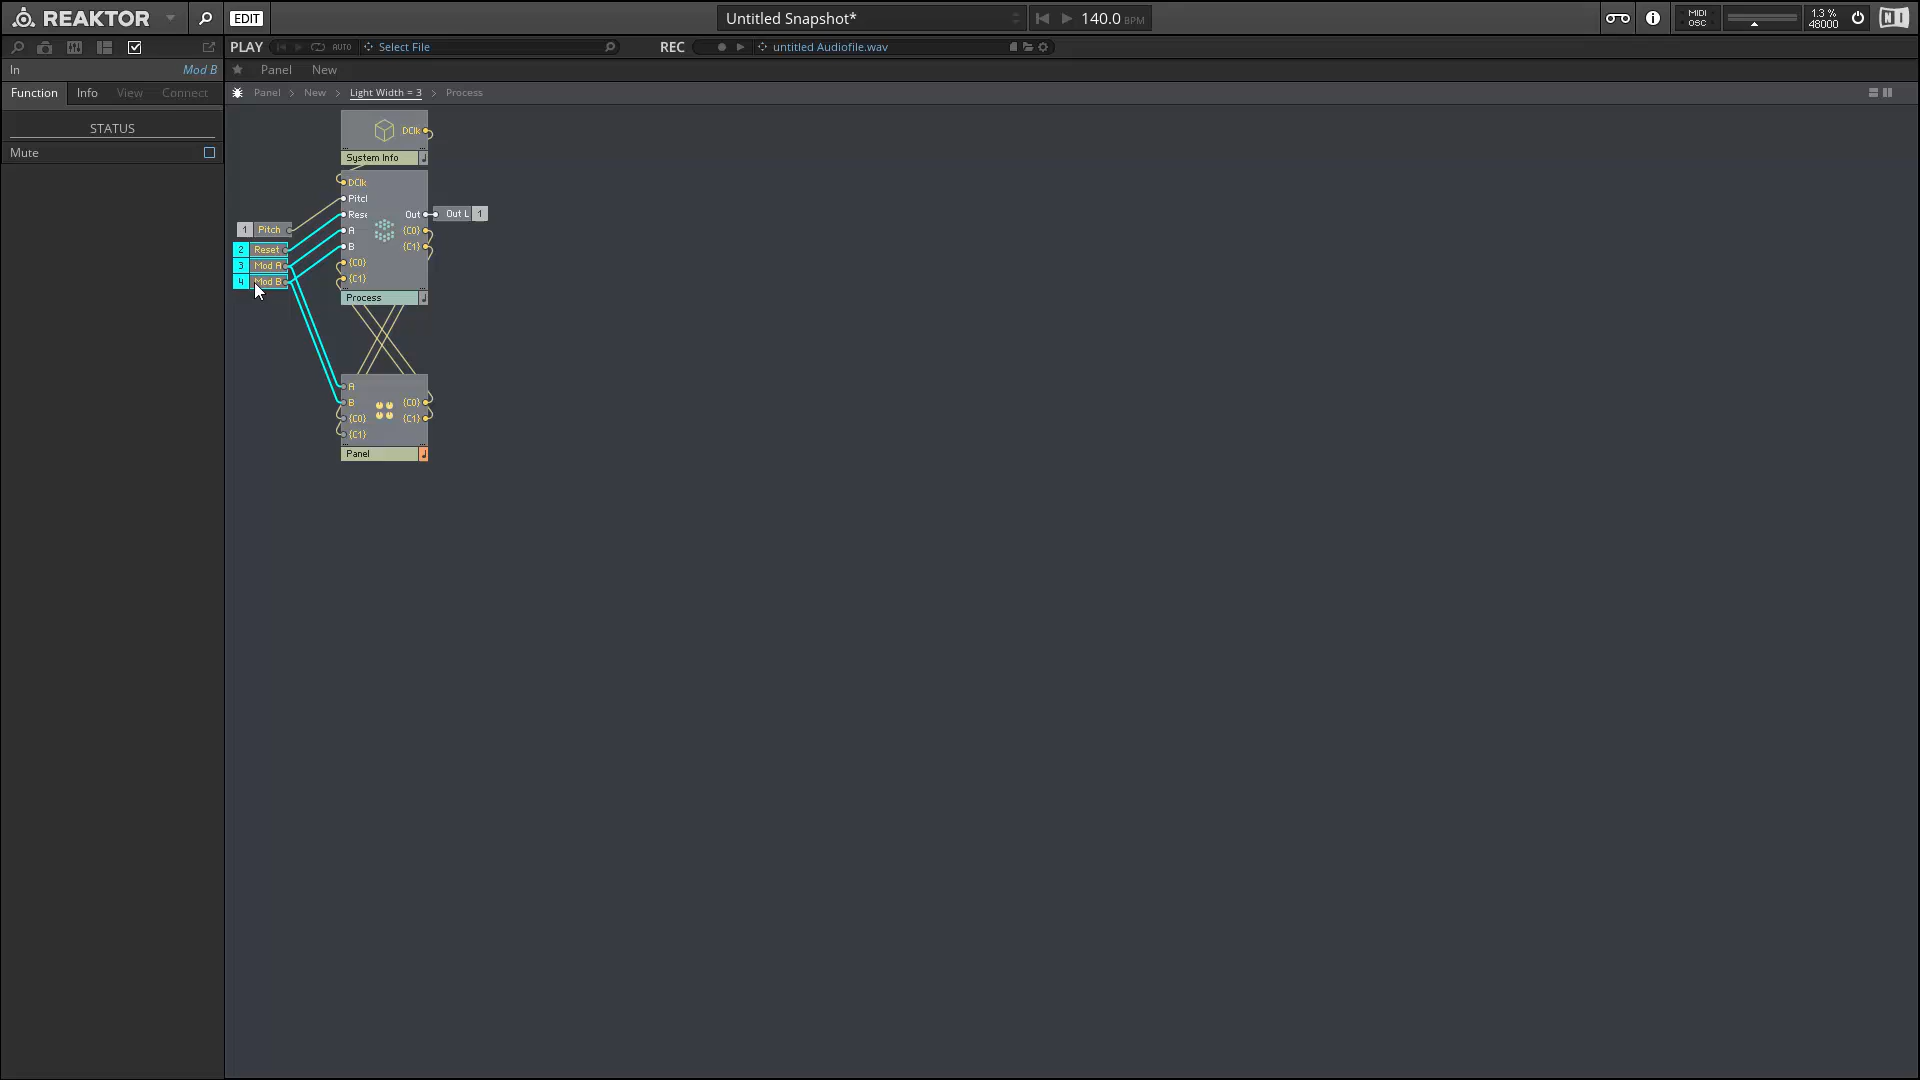 REAKTOR
EDIT
Untitled Snapshot*
140.0 BPM
MIDI
OSC
1.3 %
48000
NI
PLAY
AUTO
Select File
REC
untitled Audiofile.wav
In
Mod B
Panel
New
Function
Info
View
Connect
Panel
New
Light Width = 3
Process
STATUS
Mute
DClk
System Info
DClk
Pitch
Rese
Out
Out L
1
A
{C0}
B
{C1}
{C0}
{C1}
Process
1
Pitch
2
Reset
3
Mod A
4
Mod B
A
B
{C0}
{C0}
{C1}
{C1}
Panel